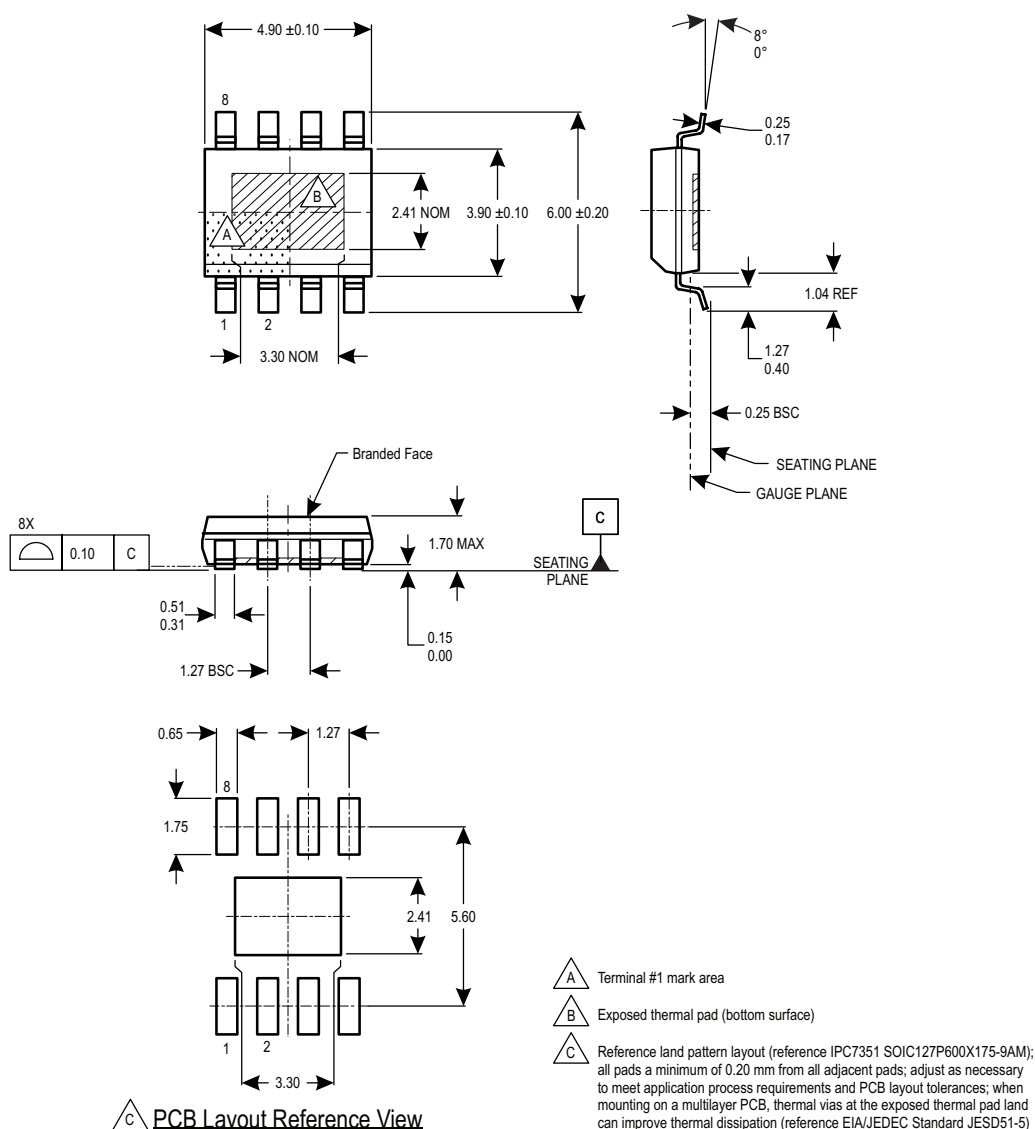 4.90 ±0.10
8°
0°
8
0.25
0.17
B
2.41 NOM
3.90 ±0.10
6.00 ±0.20
A
1.04 REF
1
2
3.30 NOM
1.27
0.40
0.25 BSC
SEATING PLANE
GAUGE PLANE
Branded Face
8X
0.10
C
1.70 MAX
C
SEATING
PLANE
0.51
0.31
0.15
0.00
1.27 BSC
0.65
1.27
8
1.75
2.41
5.60
1
2
3.30
C PCB Layout Reference View
A Terminal #1 mark area
B Exposed thermal pad (bottom surface)
C Reference land pattern layout (reference IPC7351 SOIC127P600X175-9AM);
all pads a minimum of 0.20 mm from all adjacent pads; adjust as necessary
to meet application process requirements and PCB layout tolerances; when
mounting on a multilayer PCB, thermal vias at the exposed thermal pad land
can improve thermal dissipation (reference EIA/JEDEC Standard JESD51-5)